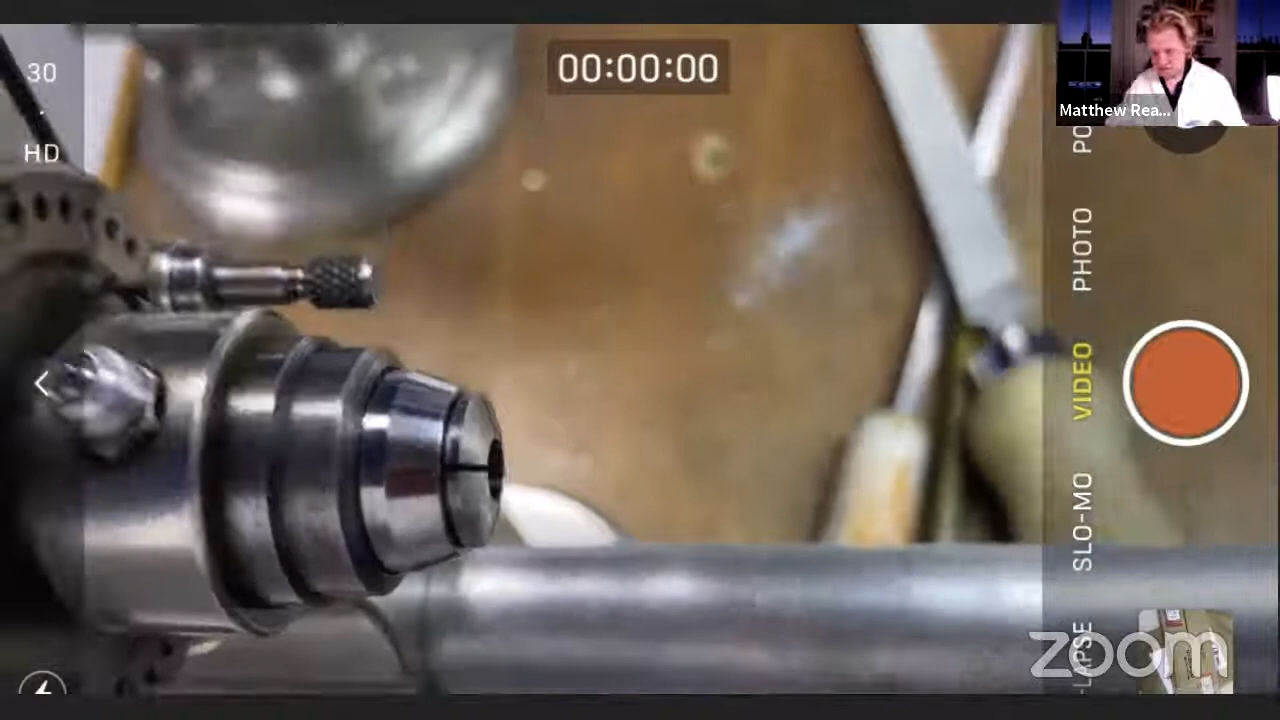 30
HD
00:00:00
Matthew Rea...
PO
PHOTO
VIDEO
SLO-MO
-LAPSE
zoom